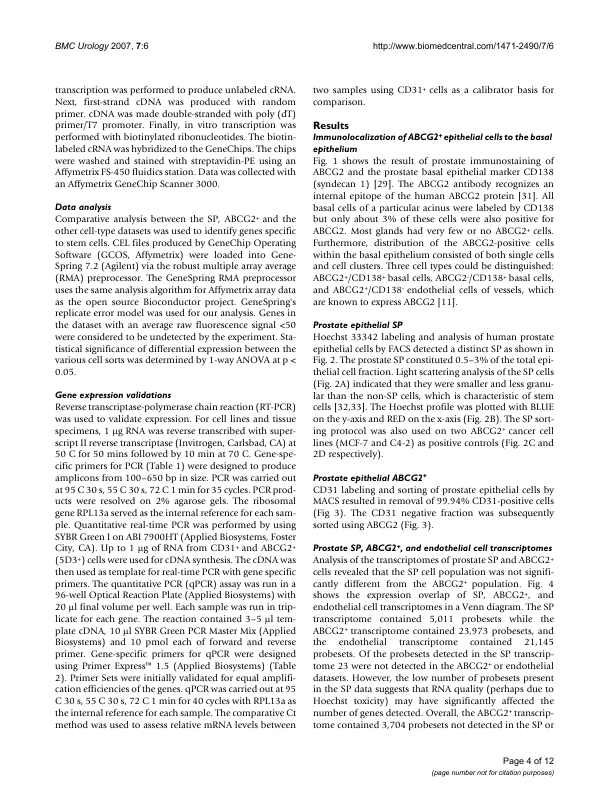 BMC Urology 2007, 7:6
http://www.biomedcentral.com/1471-2490/7/6
transcription was performed to produce unlabeled cRNA.
Next, first-strand cDNA was produced with random
primer. cDNA was made double-stranded with poly (dT)
primer/T7 promoter. Finally, in vitro transcription was
performed with biotinylated ribonucleotides. The biotin-
labeled cRNA was hybridized to the GeneChips. The chips
were washed and stained with streptavidin-PE using an
Affymetrix FS-450 fluidics station. Data was collected with
an Affymetrix GeneChip Scanner 3000.
Data analysis
Comparative analysis between the SP, ABCG2+ and the
other cell-type datasets was used to identify genes specific
to stem cells. CEL files produced by GeneChip Operating
Software (GCOS, Affymetrix) were loaded into Gene-
Spring 7.2 (Agilent) via the robust multiple array average
(RMA) preprocessor. The GeneSpring RMA preprocessor
uses the same analysis algorithm for Affymetrix array data
as the open source Bioconductor project. GeneSpring's
replicate error model was used for our analysis. Genes in
the dataset with an average raw fluorescence signal <50
were considered to be undetected by the experiment. Sta-
tistical significance of differential expression between the
various cell sorts was determined by 1-way ANOVA at p <
0.05.
Gene expression validations
Reverse transcriptase-polymerase chain reaction (RT-PCR)
was used to validate expression. For cell lines and tissue
specimens, 1 μg RNA was reverse transcribed with super-
script II reverse transcriptase (Invitrogen, Carlsbad, CA) at
50 C for 50 mins followed by 10 min at 70 C. Gene-spe-
cific primers for PCR (Table 1) were designed to produce
amplicons from 100–650 bp in size. PCR was carried out
at 95 C 30 s, 55 C 30 s, 72 C 1 min for 35 cycles. PCR prod-
ucts were resolved on 2% agarose gels. The ribosomal
gene RPL13a served as the internal reference for each sam-
ple. Quantitative real-time PCR was performed by using
SYBR Green I on ABI 7900HT (Applied Biosystems, Foster
City, CA). Up to 1 μg of RNA from CD31+ and ABCG2+
(5D3+) cells were used for cDNA synthesis. The cDNA was
then used as template for real-time PCR with gene specific
primers. The quantitative PCR (qPCR) assay was run in a
96-well Optical Reaction Plate (Applied Biosystems) with
20 μl final volume per well. Each sample was run in trip-
licate for each gene. The reaction contained 3–5 μl tem-
plate cDNA, 10 μl SYBR Green PCR Master Mix (Applied
Biosystems) and 10 pmol each of forward and reverse
primer. Gene-specific primers for qPCR were designed
using Primer Express™ 1.5 (Applied Biosystems) (Table
2). Primer Sets were initially validated for equal amplifi-
cation efficiencies of the genes. qPCR was carried out at 95
C 30 s, 55 C 30 s, 72 C 1 min for 40 cycles with RPL13a as
the internal reference for each sample. The comparative Ct
method was used to assess relative mRNA levels between
two samples using CD31+ cells as a calibrator basis for
comparison.
Results
Immunolocalization of ABCG2+ epithelial cells to the basal
epithelium
Fig. 1 shows the result of prostate immunostaining of
ABCG2 and the prostate basal epithelial marker CD138
(syndecan 1) [29]. The ABCG2 antibody recognizes an
internal epitope of the human ABCG2 protein [31]. All
basal cells of a particular acinus were labeled by CD138
but only about 3% of these cells were also positive for
ABCG2. Most glands had very few or no ABCG2+ cells.
Furthermore, distribution of the ABCG2-positive cells
within the basal epithelium consisted of both single cells
and cell clusters. Three cell types could be distinguished:
ABCG2+/CD138+ basal cells, ABCG2-/CD138+ basal cells,
and ABCG2+/CD138- endothelial cells of vessels, which
are known to express ABCG2 [11].
Prostate epithelial SP
Hoechst 33342 labeling and analysis of human prostate
epithelial cells by FACS detected a distinct SP as shown in
Fig. 2. The prostate SP constituted 0.5–3% of the total epi-
thelial cell fraction. Light scattering analysis of the SP cells
(Fig. 2A) indicated that they were smaller and less granu-
lar than the non-SP cells, which is characteristic of stem
cells [32,33]. The Hoechst profile was plotted with BLUE
on the y-axis and RED on the x-axis (Fig. 2B). The SP sort-
ing protocol was also used on two ABCG2+ cancer cell
lines (MCF-7 and C4-2) as positive controls (Fig. 2C and
2D respectively).
Prostate epithelial ABCG2+
CD31 labeling and sorting of prostate epithelial cells by
MACS resulted in removal of 99.94% CD31-positive cells
(Fig 3). The CD31 negative fraction was subsequently
sorted using ABCG2 (Fig. 3).
Prostate SP, ABCG2+, and endothelial cell transcriptomes
Analysis of the transcriptomes of prostate SP and ABCG2+
cells revealed that the SP cell population was not signifi-
cantly different from the ABCG2+ population. Fig. 4
shows the expression overlap of SP, ABCG2+, and
endothelial cell transcriptomes in a Venn diagram. The SP
transcriptome contained 5,011 probesets while the
ABCG2+ transcriptome contained 23,973 probesets, and
the endothelial transcriptome contained 21,145
probesets. Of the probesets detected in the SP transcrip-
tome 23 were not detected in the ABCG2+ or endothelial
datasets. However, the low number of probesets present
in the SP data suggests that RNA quality (perhaps due to
Hoechst toxicity) may have significantly affected the
number of genes detected. Overall, the ABCG2+ transcrip-
tome contained 3,704 probesets not detected in the SP or
Page 4 of 12
(page number not for citation purposes)